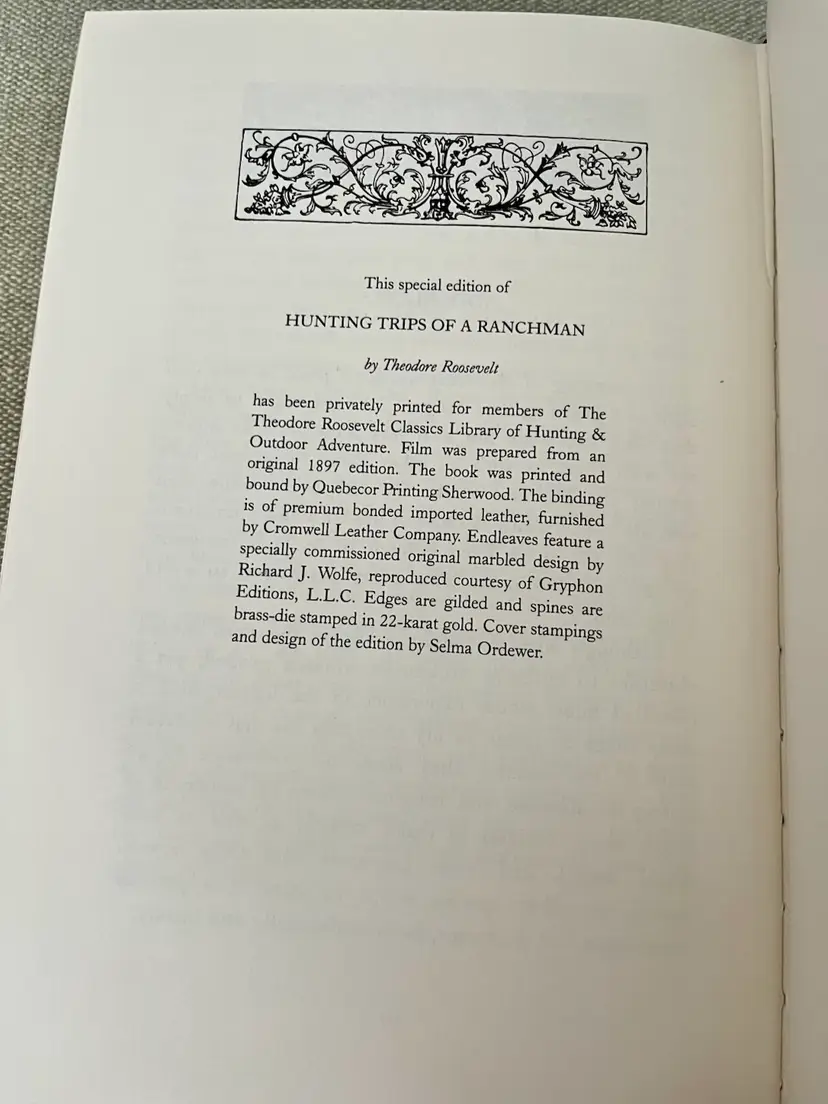 This special edition of
HUNTING TRIPS OF A RANCHMAN
by Theodore Roosevelt
has been privately printed for members of The
Theodore Roosevelt Classics Library of Hunting &
Outdoor Adventure. Film was prepared from an
original 1897 edition. The book was printed and
bound by Quebecor Printing Sherwood. The binding
is of premium bonded imported leather, furnished
by Cromwell Leather Company. Endleaves feature a
specially commissioned original marbled design by
Richard J. Wolfe, reproduced courtesy of Gryphon
Editions, L.L.C. Edges are gilded and spines are
brass-die stamped in 22-karat gold. Cover stampings
and design of the edition by Selma Ordewer.